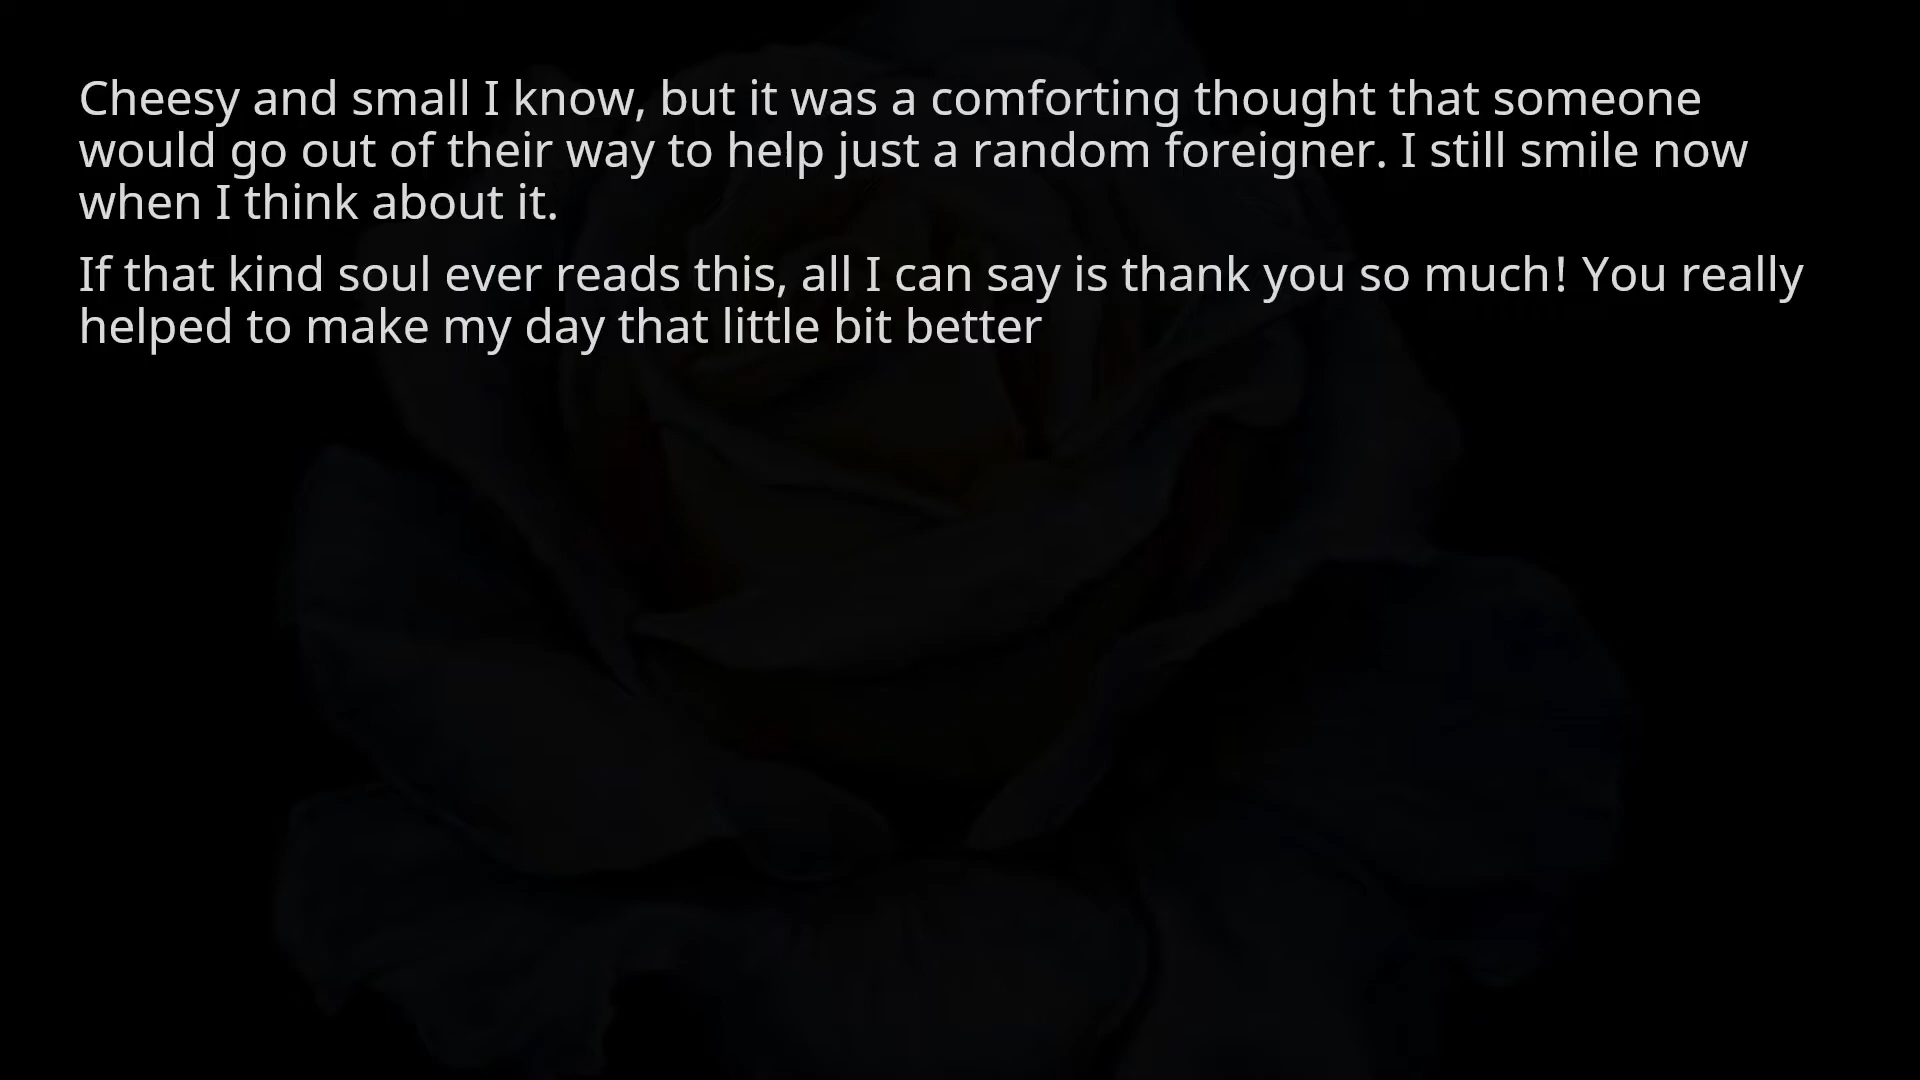 Cheesy and small I know, but it was a comforting thought that someone
would go out of their way to help just a random foreigner. I still smile now
when I think about it.
If that kind soul ever reads this, all I can say is thank you so much! You really
helped to make my day that little bit better